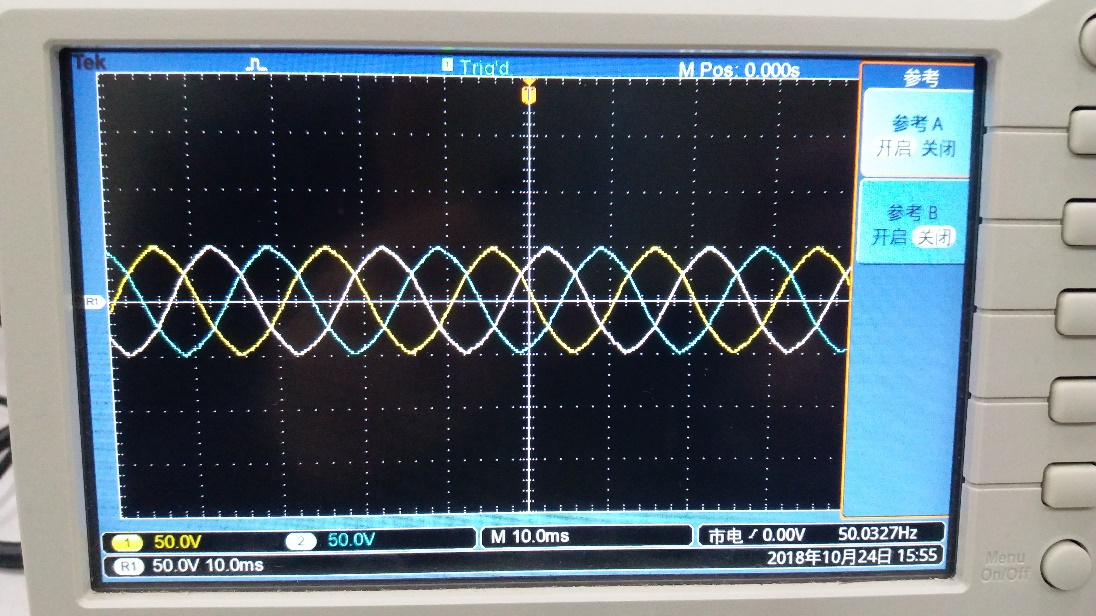 Tek
Trig'd M Pos: 0.000s
参考
T
参考 A
开启 关闭
参考 B
开启 关闭
R1
1 50.0V 2 50.0V M 10.0ms 市电 0.00V 50.0327Hz
2018年10月24日 15:55
R1 50.0V 10.0ms
Menu
On/Off